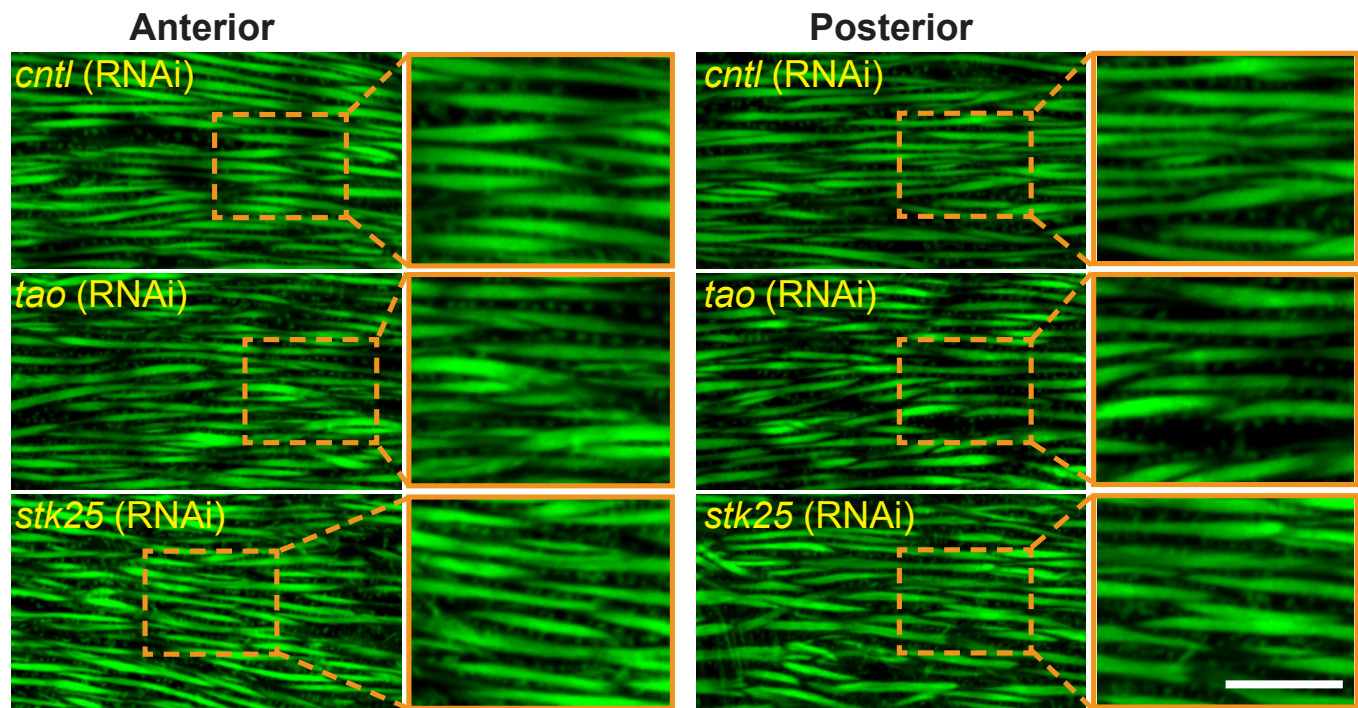 Anterior
Posterior
cntl (RNAi)
cntl (RNAi)
tao (RNAi)
tao (RNAi)
stk25 (RNAi)
stk25 (RNAi)